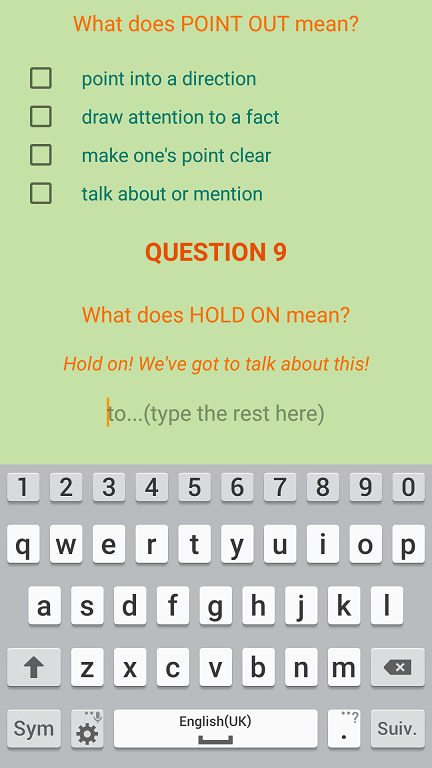 What does POINT OUT mean?
point into a direction
draw attention to a fact
make one's point clear
talk about or mention
QUESTION 9
What does HOLD ON mean?
Hold on! We've got to talk about this!
to...(type the rest here)
1 2 3 4 5 6 7 8 9 0
q w e r t y u i o p
a s d f g h j k l
z x c v b n m
Sym English(UK) ...? . Suiv.